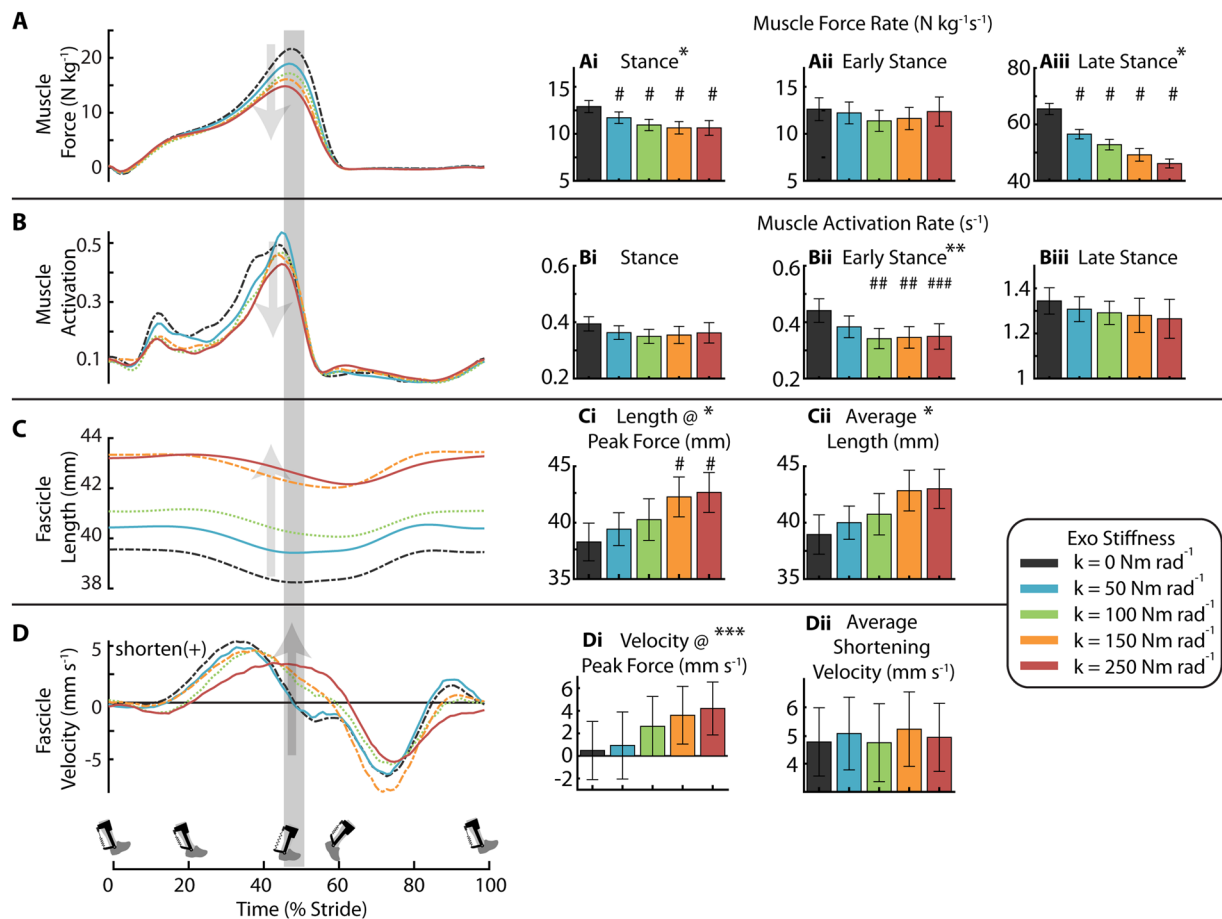 A
Muscle
Force (N kg⁻¹)
20
10
0
Muscle Force Rate (N kg⁻¹s⁻¹)
Ai Stance*
15
10
5
# # # #
Aii Early Stance
15
10
5
Aiii Late Stance*
80
60
40
# # # #
B
Muscle
Activation
0.5
0.3
0.1
Muscle Activation Rate (s⁻¹)
Bi Stance
0.6
0.4
0.2
Bii Early Stance**
0.6
0.4
0.2
## ## ###
Biii Late Stance
1.4
1.2
1
C
Fascicle
Length (mm)
44
42
40
38
Ci Length @ *
Peak Force (mm)
45
40
35
# #
Cii Average *
Length (mm)
45
40
35
Exo Stiffness
k = 0 Nm rad⁻¹
k = 50 Nm rad⁻¹
k = 100 Nm rad⁻¹
k = 150 Nm rad⁻¹
k = 250 Nm rad⁻¹
D
Fascicle
Velocity (mm s⁻¹)
shorten(+)
5
0
-5
Di Velocity @ ***
Peak Force (mm s⁻¹)
6
4
2
0
-2
Dii Average
Shortening
Velocity (mm s⁻¹)
6
5
4
0 20 40 60 80 100
Time (% Stride)